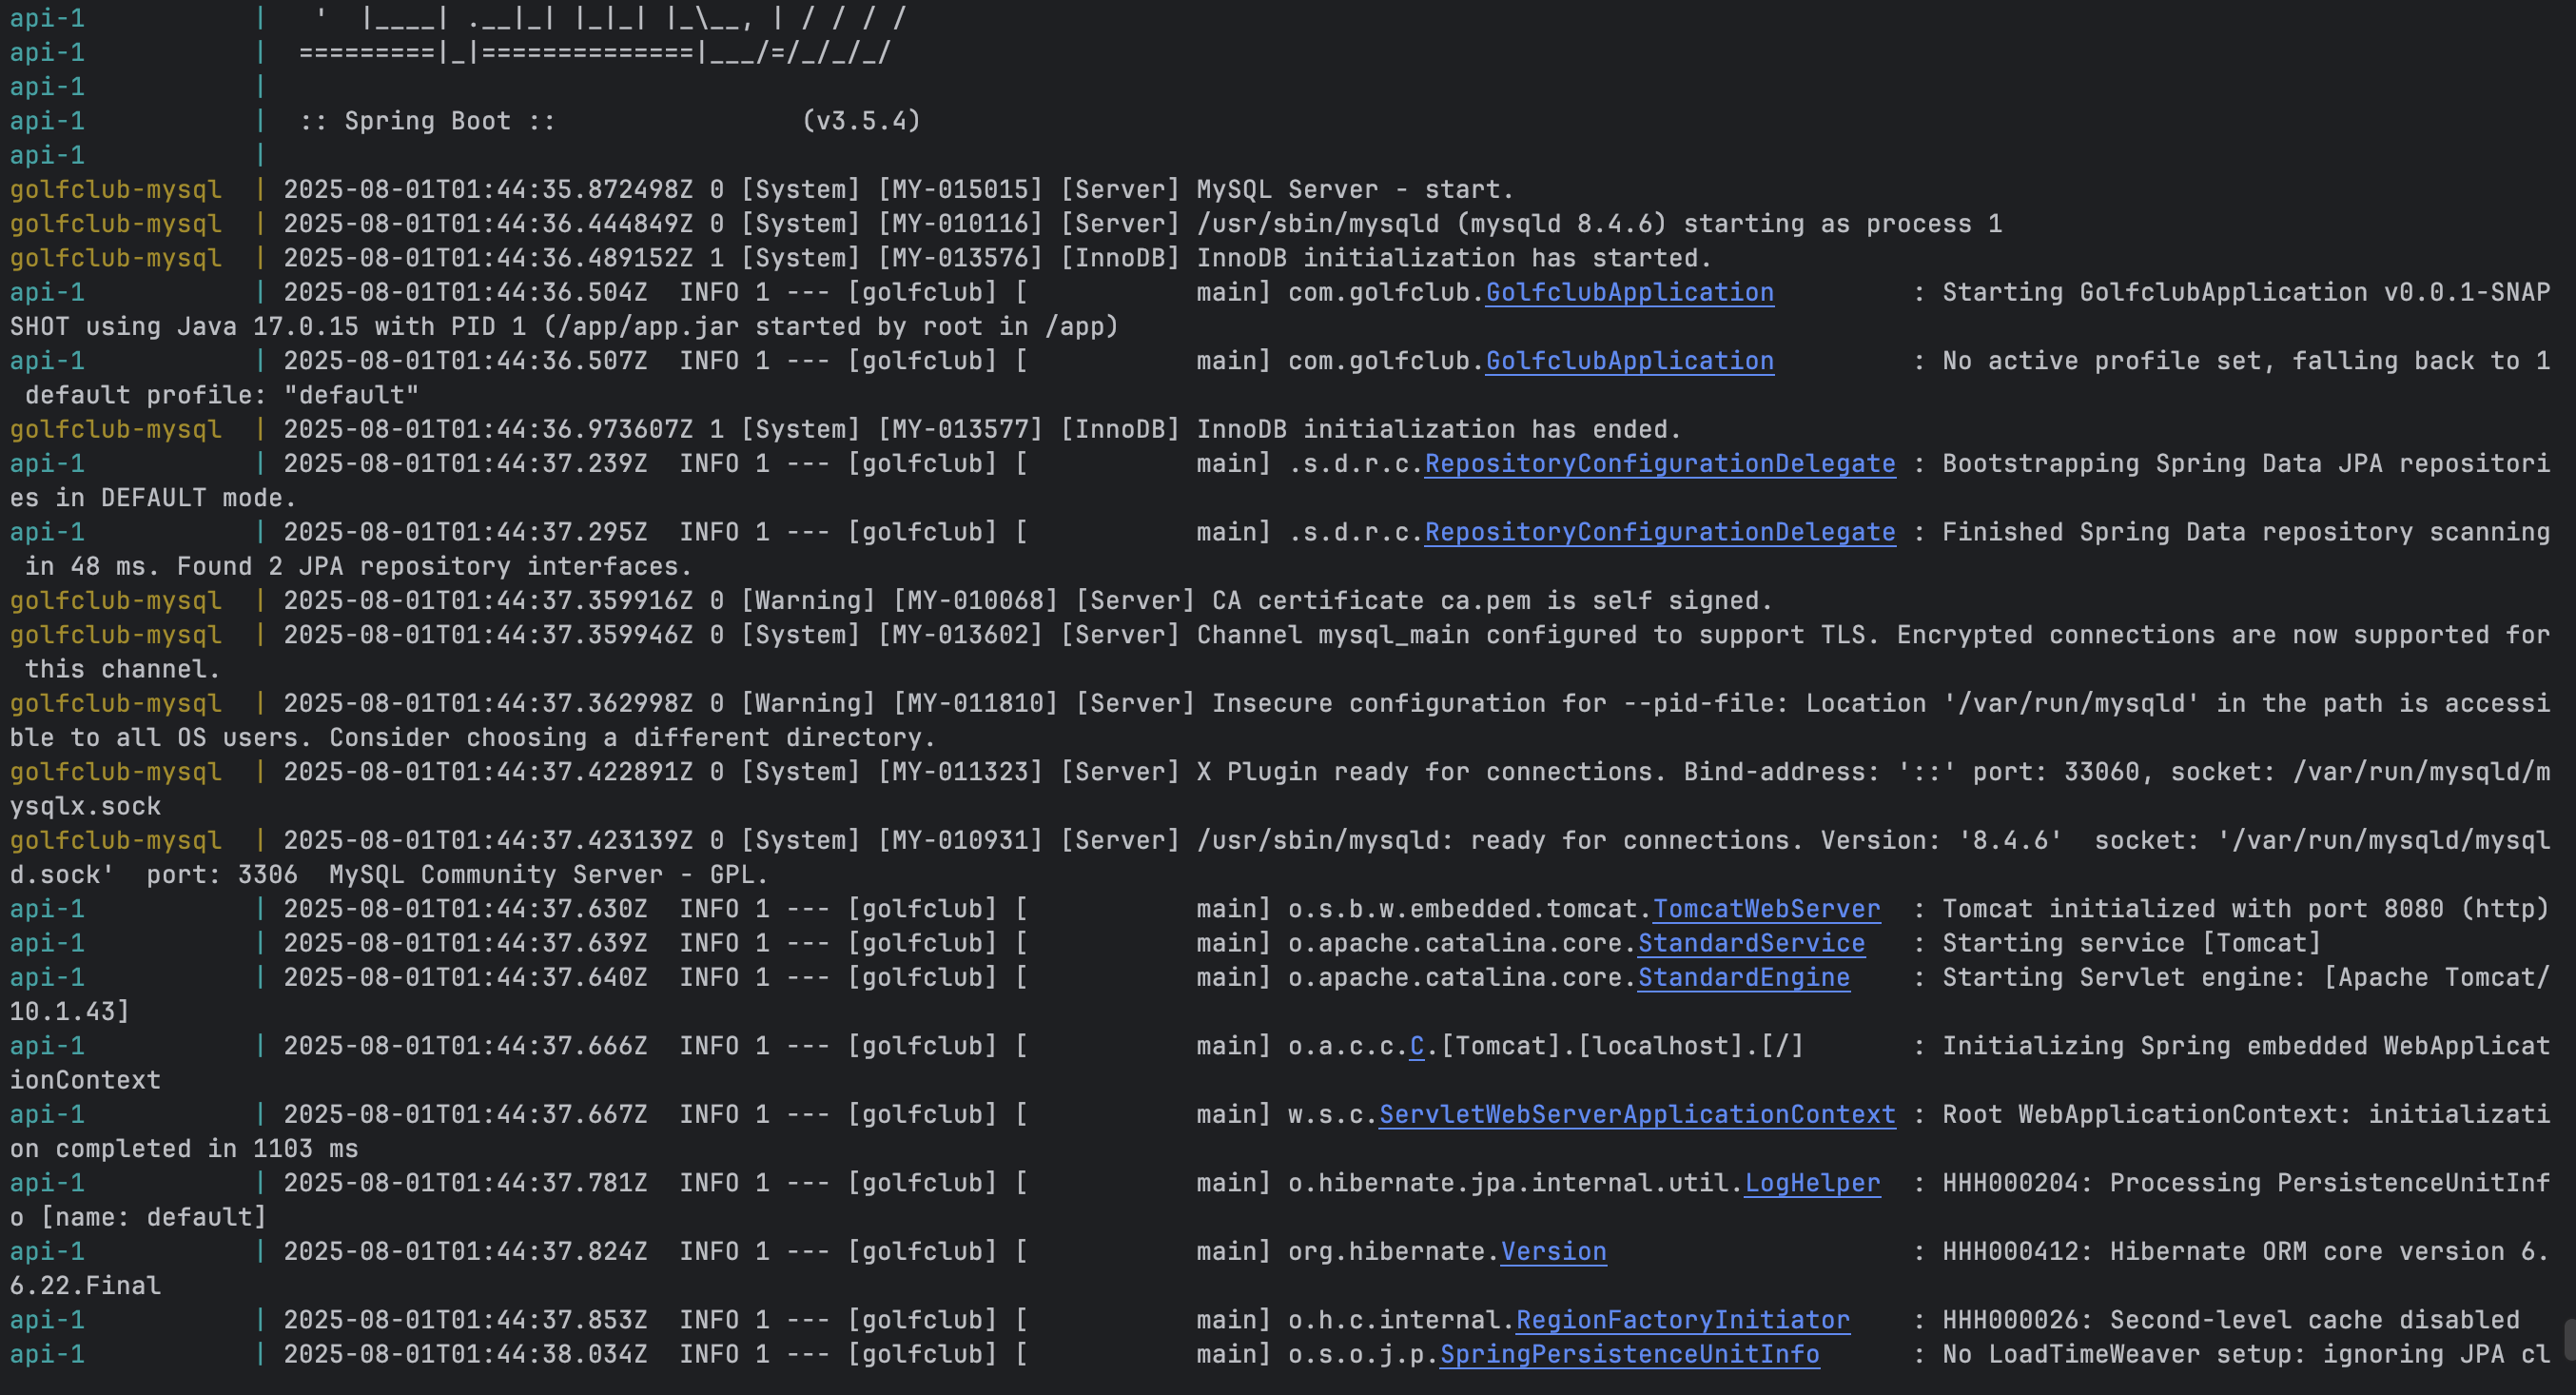 api-1           |   '  |____| .__|_| |_|_| |_\__, | / / / /
api-1           |  =========|_|==============|___/=/_/_/_/
api-1           |
api-1           |  :: Spring Boot ::                (v3.5.4)
api-1           |
golfclub-mysql  | 2025-08-01T01:44:35.872498Z 0 [System] [MY-015015] [Server] MySQL Server - start.
golfclub-mysql  | 2025-08-01T01:44:36.444849Z 0 [System] [MY-010116] [Server] /usr/sbin/mysqld (mysqld 8.4.6) starting as process 1
golfclub-mysql  | 2025-08-01T01:44:36.489152Z 1 [System] [MY-013576] [InnoDB] InnoDB initialization has started.
api-1           | 2025-08-01T01:44:36.504Z  INFO 1 --- [golfclub] [           main] com.golfclub.GolfclubApplication         : Starting GolfclubApplication v0.0.1-SNAP
SHOT using Java 17.0.15 with PID 1 (/app/app.jar started by root in /app)
api-1           | 2025-08-01T01:44:36.507Z  INFO 1 --- [golfclub] [           main] com.golfclub.GolfclubApplication         : No active profile set, falling back to 1
 default profile: "default"
golfclub-mysql  | 2025-08-01T01:44:36.973607Z 1 [System] [MY-013577] [InnoDB] InnoDB initialization has ended.
api-1           | 2025-08-01T01:44:37.239Z  INFO 1 --- [golfclub] [           main] .s.d.r.c.RepositoryConfigurationDelegate : Bootstrapping Spring Data JPA repositori
es in DEFAULT mode.
api-1           | 2025-08-01T01:44:37.295Z  INFO 1 --- [golfclub] [           main] .s.d.r.c.RepositoryConfigurationDelegate : Finished Spring Data repository scanning
 in 48 ms. Found 2 JPA repository interfaces.
golfclub-mysql  | 2025-08-01T01:44:37.359916Z 0 [Warning] [MY-010068] [Server] CA certificate ca.pem is self signed.
golfclub-mysql  | 2025-08-01T01:44:37.359946Z 0 [System] [MY-013602] [Server] Channel mysql_main configured to support TLS. Encrypted connections are now supported for
 this channel.
golfclub-mysql  | 2025-08-01T01:44:37.362998Z 0 [Warning] [MY-011810] [Server] Insecure configuration for --pid-file: Location '/var/run/mysqld' in the path is accessi
ble to all OS users. Consider choosing a different directory.
golfclub-mysql  | 2025-08-01T01:44:37.422891Z 0 [System] [MY-011323] [Server] X Plugin ready for connections. Bind-address: '::' port: 33060, socket: /var/run/mysqld/m
ysqlx.sock
golfclub-mysql  | 2025-08-01T01:44:37.423139Z 0 [System] [MY-010931] [Server] /usr/sbin/mysqld: ready for connections. Version: '8.4.6'  socket: '/var/run/mysqld/mysql
d.sock'  port: 3306  MySQL Community Server - GPL.
api-1           | 2025-08-01T01:44:37.630Z  INFO 1 --- [golfclub] [           main] o.s.b.w.embedded.tomcat.TomcatWebServer  : Tomcat initialized with port 8080 (http)
api-1           | 2025-08-01T01:44:37.639Z  INFO 1 --- [golfclub] [           main] o.apache.catalina.core.StandardService   : Starting service [Tomcat]
api-1           | 2025-08-01T01:44:37.640Z  INFO 1 --- [golfclub] [           main] o.apache.catalina.core.StandardEngine    : Starting Servlet engine: [Apache Tomcat/
10.1.43]
api-1           | 2025-08-01T01:44:37.666Z  INFO 1 --- [golfclub] [           main] o.a.c.c.C.[Tomcat].[localhost].[/]       : Initializing Spring embedded WebApplicat
ionContext
api-1           | 2025-08-01T01:44:37.667Z  INFO 1 --- [golfclub] [           main] w.s.c.ServletWebServerApplicationContext : Root WebApplicationContext: initializati
on completed in 1103 ms
api-1           | 2025-08-01T01:44:37.781Z  INFO 1 --- [golfclub] [           main] o.hibernate.jpa.internal.util.LogHelper  : HHH000204: Processing PersistenceUnitInf
o [name: default]
api-1           | 2025-08-01T01:44:37.824Z  INFO 1 --- [golfclub] [           main] org.hibernate.Version                    : HHH000412: Hibernate ORM core version 6.
6.22.Final
api-1           | 2025-08-01T01:44:37.853Z  INFO 1 --- [golfclub] [           main] o.h.c.internal.RegionFactoryInitiator    : HHH000026: Second-level cache disabled
api-1           | 2025-08-01T01:44:38.034Z  INFO 1 --- [golfclub] [           main] o.s.o.j.p.SpringPersistenceUnitInfo      : No LoadTimeWeaver setup: ignoring JPA cl